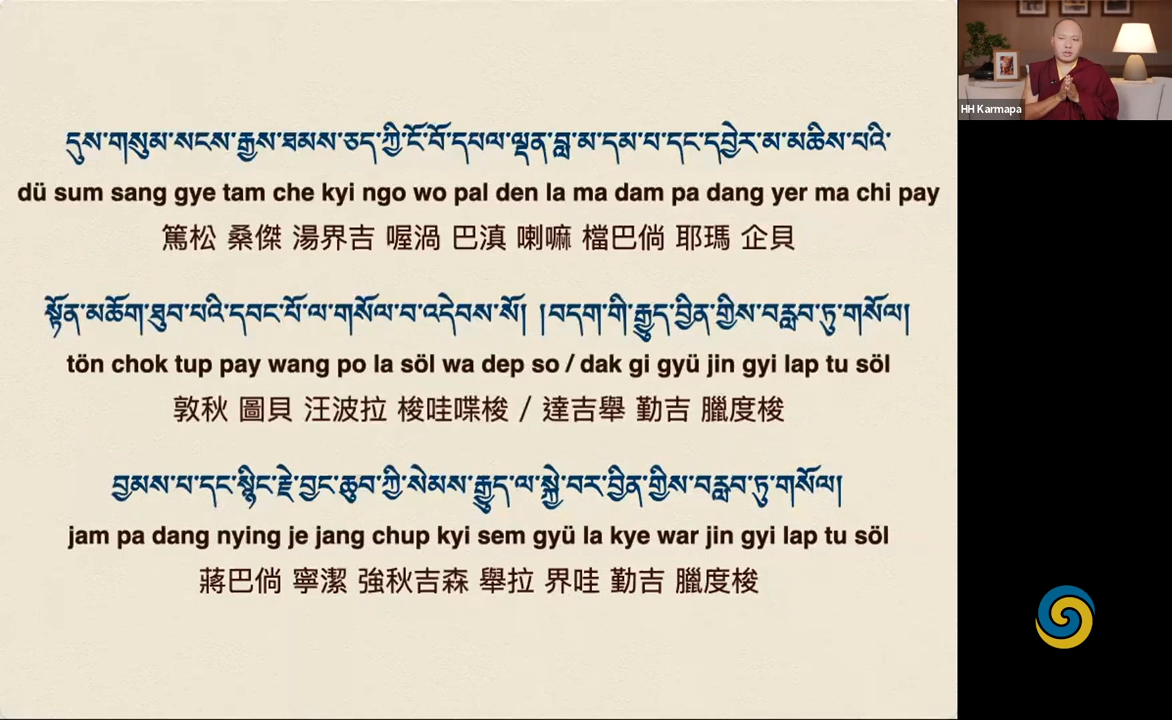 དུས་གསུམ་སངས་རྒྱས་ཐམས་ཅད་ཀྱི་ངོ་བོ་དཔལ་ལྡན་བླ་མ་དམ་པ་དང་དབྱེར་མ་མཆིས་པའི་
dü sum sang gye tam che kyi ngo wo pal den la ma dam pa dang yer ma chi pay
篤松 桑傑 湯界吉 喔渦 巴滇 喇嘛 檔巴倘 耶瑪 企貝
སྟོན་མཆོག་ཐུབ་པའི་དབང་པོ་ལ་གསོལ་བ་འདེབས་སོ། །བདག་གི་རྒྱུད་བྱིན་གྱིས་བརླབ་ཏུ་གསོལ།
tön chok tup pay wang po la söl wa dep so / dak gi gyü jin gyi lap tu söl
敦秋 圖貝 汪波拉 梭哇喋梭 / 達吉舉 勤吉 臘度梭
བྱམས་པ་དང་སྙིང་རྗེ་བྱང་ཆུབ་ཀྱི་སེམས་རྒྱུད་ལ་སྐྱེ་བར་བྱིན་གྱིས་བརླབ་ཏུ་གསོལ།
jam pa dang nying je jang chup kyi sem gyü la kye war jin gyi lap tu söl
蔣巴倘 寧潔 強秋吉森 舉拉 界哇 勤吉 臘度梭
HH Karmapa